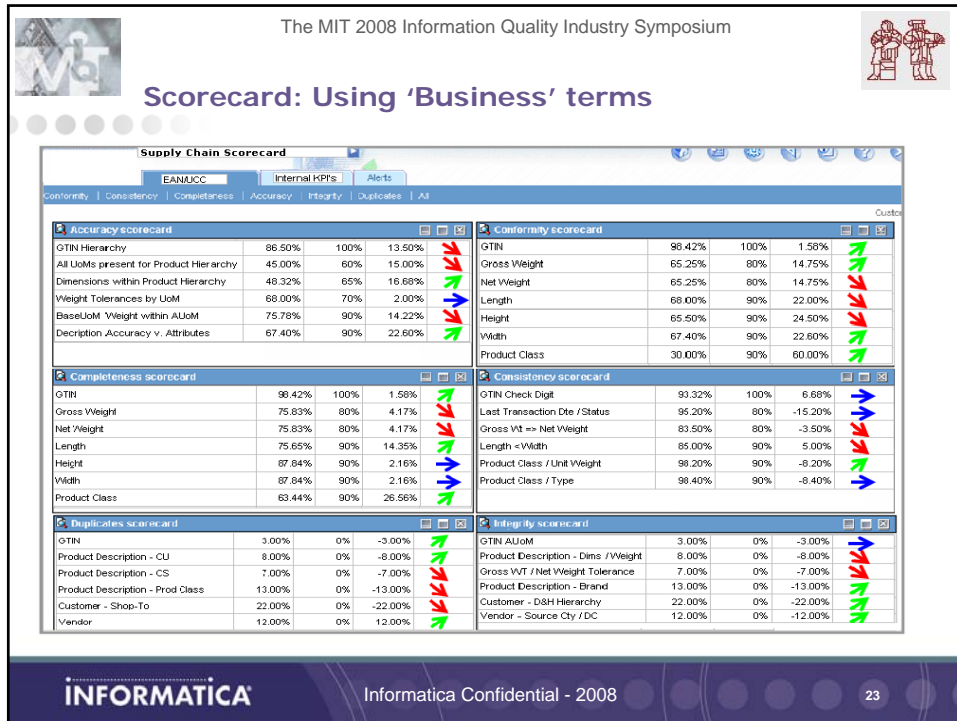 The MIT 2008 Information Quality Industry Symposium
MIT
IQ
Scorecard: Using ‘Business’ terms
Supply Chain Scorecard
EAN/UCC Internal KPI's Alerts
Conformity | Consistency | Completeness | Accuracy | Integrity | Duplicates | All
Custo
Accuracy scorecard
GTIN Hierarchy 86.50% 100% 13.50%
All UoMs present for Product Hierarchy 45.00% 60% 15.00%
Dimensions within Product Hierarchy 48.32% 65% 16.68%
Weight Tolerances by UoM 68.00% 70% 2.00%
BaseUoM Weight within AUoM 75.78% 90% 14.22%
Decription Accuracy v. Attributes 67.40% 90% 22.60%
Conformity scorecard
GTIN 98.42% 100% 1.58%
Gross Weight 65.25% 80% 14.75%
Net Weight 65.25% 80% 14.75%
Length 68.00% 90% 22.00%
Height 65.50% 90% 24.50%
Width 67.40% 90% 22.60%
Product Class 30.00% 90% 60.00%
Completeness scorecard
GTIN 98.42% 100% 1.58%
Gross Weight 75.83% 80% 4.17%
Net Weight 75.83% 80% 4.17%
Length 75.65% 90% 14.35%
Height 87.84% 90% 2.16%
Width 87.84% 90% 2.16%
Product Class 63.44% 90% 26.56%
Consistency scorecard
GTIN Check Digit 93.32% 100% 6.68%
Last Transaction Dte / Status 95.20% 80% -15.20%
Gross Wt => Net Weight 83.50% 80% -3.50%
Length < Width 85.00% 90% 5.00%
Product Class / Unit Weight 98.20% 90% -8.20%
Product Class / Type 98.40% 90% -8.40%
Duplicates scorecard
GTIN 3.00% 0% -3.00%
Product Description - CU 8.00% 0% -8.00%
Product Description - CS 7.00% 0% -7.00%
Product Description - Prod Class 13.00% 0% -13.00%
Customer - Shop-To 22.00% 0% -22.00%
Vendor 12.00% 0% 12.00%
Integrity scorecard
GTIN AUoM 3.00% 0% -3.00%
Product Description - Dims / Weight 8.00% 0% -8.00%
Gross WT / Net Weight Tolerance 7.00% 0% -7.00%
Product Description - Brand 13.00% 0% -13.00%
Customer - D&H Hierarchy 22.00% 0% -22.00%
Vendor - Source Cty / DC 12.00% 0% -12.00%
INFORMATICA
Informatica Confidential - 2008
23